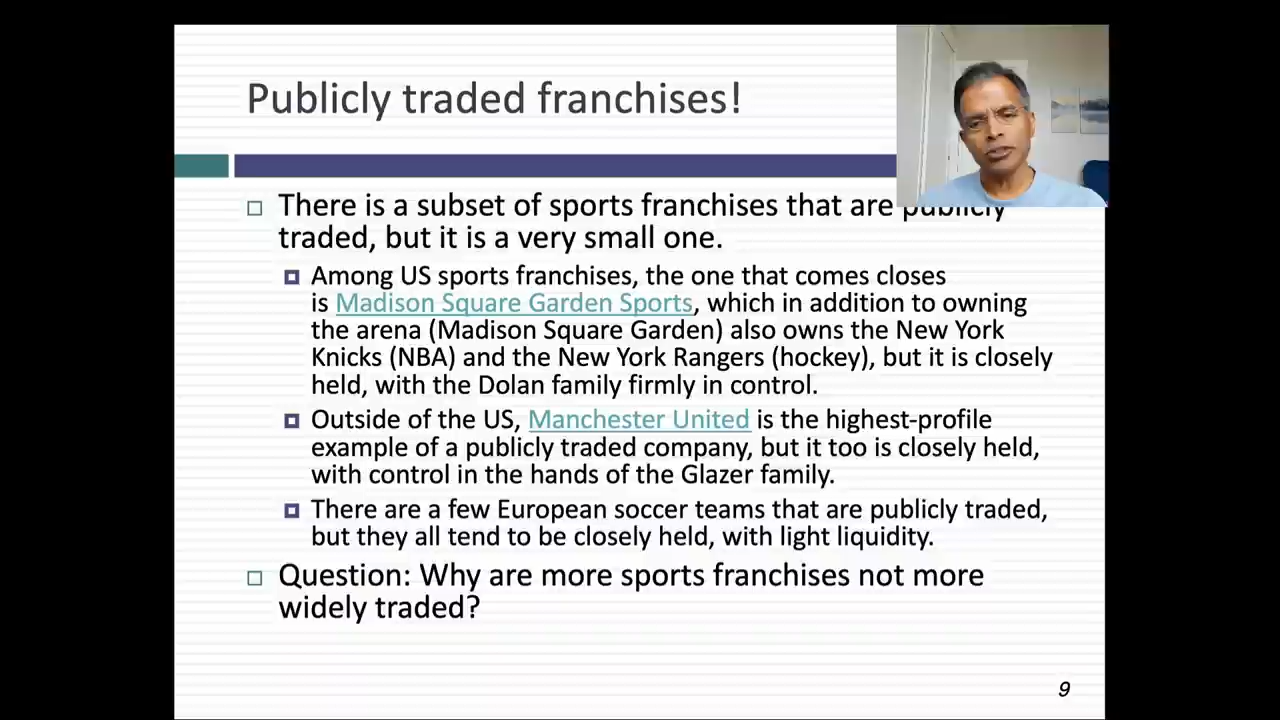 Publicly traded franchises!
There is a subset of sports franchises that are publicly
traded, but it is a very small one.
Among US sports franchises, the one that comes closes
is Madison Square Garden Sports, which in addition to owning
the arena (Madison Square Garden) also owns the New York
Knicks (NBA) and the New York Rangers (hockey), but it is closely
held, with the Dolan family firmly in control.
Outside of the US, Manchester United is the highest-profile
example of a publicly traded company, but it too is closely held,
with control in the hands of the Glazer family.
There are a few European soccer teams that are publicly traded,
but they all tend to be closely held, with light liquidity.
Question: Why are more sports franchises not more
widely traded?
9